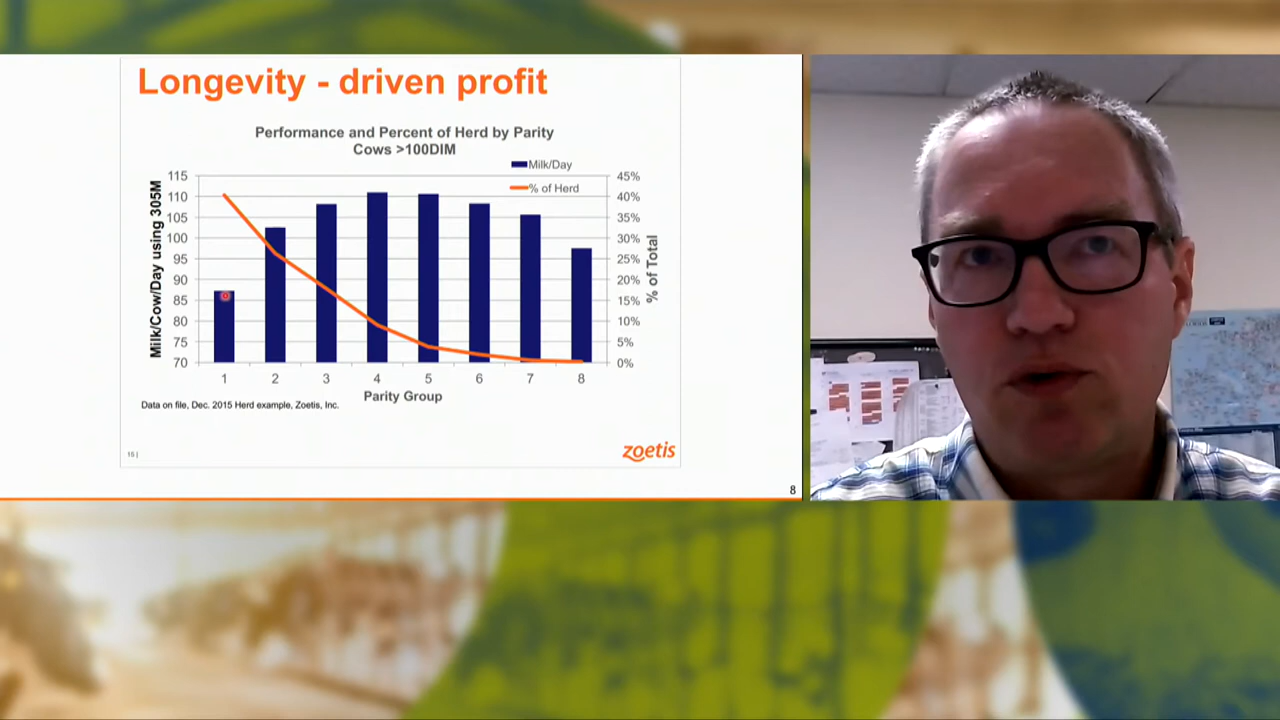 Longevity - driven profit
Performance and Percent of Herd by Parity
Cows >100DIM
Milk/Day
% of Herd
Milk/Cow/Day using 305M
115
110
105
100
95
90
85
80
75
70
45%
40%
35%
30%
25%
20%
15%
10%
5%
0%
% of Total
1 2 3 4 5 6 7 8
Parity Group
Data on file, Dec. 2015 Herd example, Zoetis, Inc.
15 |
zoetis
8